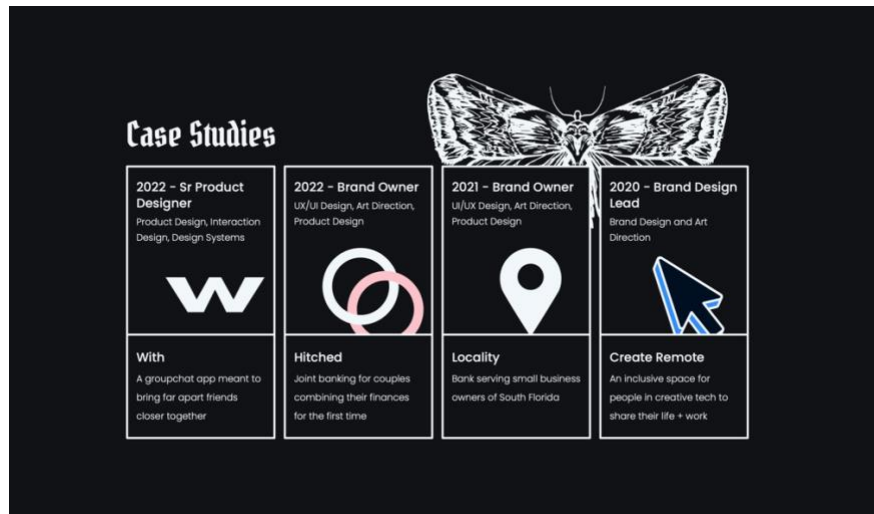 Case Studies
2022 - Sr Product
Designer
Product Design, Interaction
Design, Design Systems
W
With
A groupchat app meant to
bring far apart friends
closer together
2022 - Brand Owner
UX/UI Design, Art Direction,
Product Design
Hitched
Joint banking for couples
combining their finances
for the first time
2021 - Brand Owner
UI/UX Design, Art Direction,
Product Design
Locality
Bank serving small business
owners of South Florida
2020 - Brand Design
Lead
Brand Design and Art
Direction
Create Remote
An inclusive space for
people in creative tech to
share their life + work